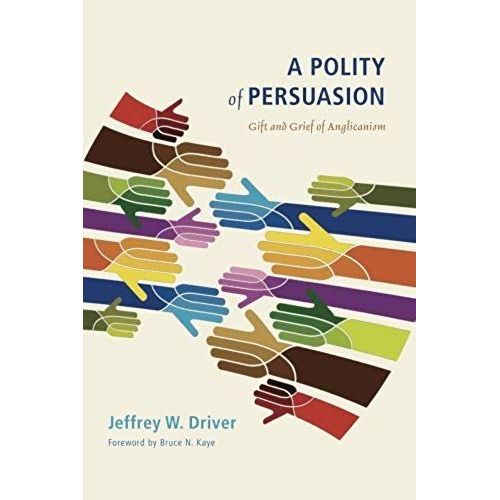 A POLITY
of PERSUASION
Gift and Grief of Anglicanism
Jeffrey W. Driver
Foreword by Bruce N. Kaye